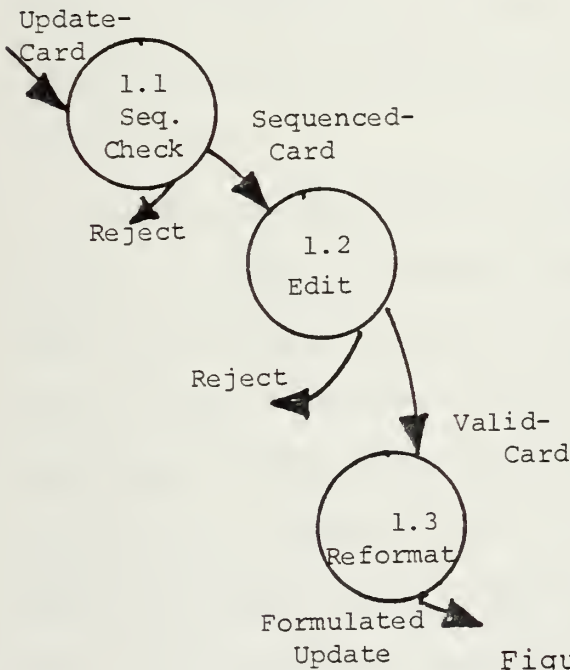 Update-
Card
1.1
Seq.
Check
Sequenced-
Card
Reject
1.2
Edit
Reject
Valid-
Card
1.3
Reformat
Formulated
Update
Figu